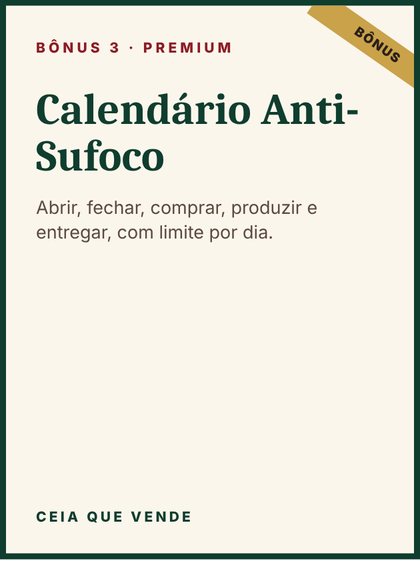 BÔNUS 3 · PREMIUM
BÔNUS
Calendário Anti-
Sufoco
Abrir, fechar, comprar, produzir e
entregar, com limite por dia.
CEIA QUE VENDE